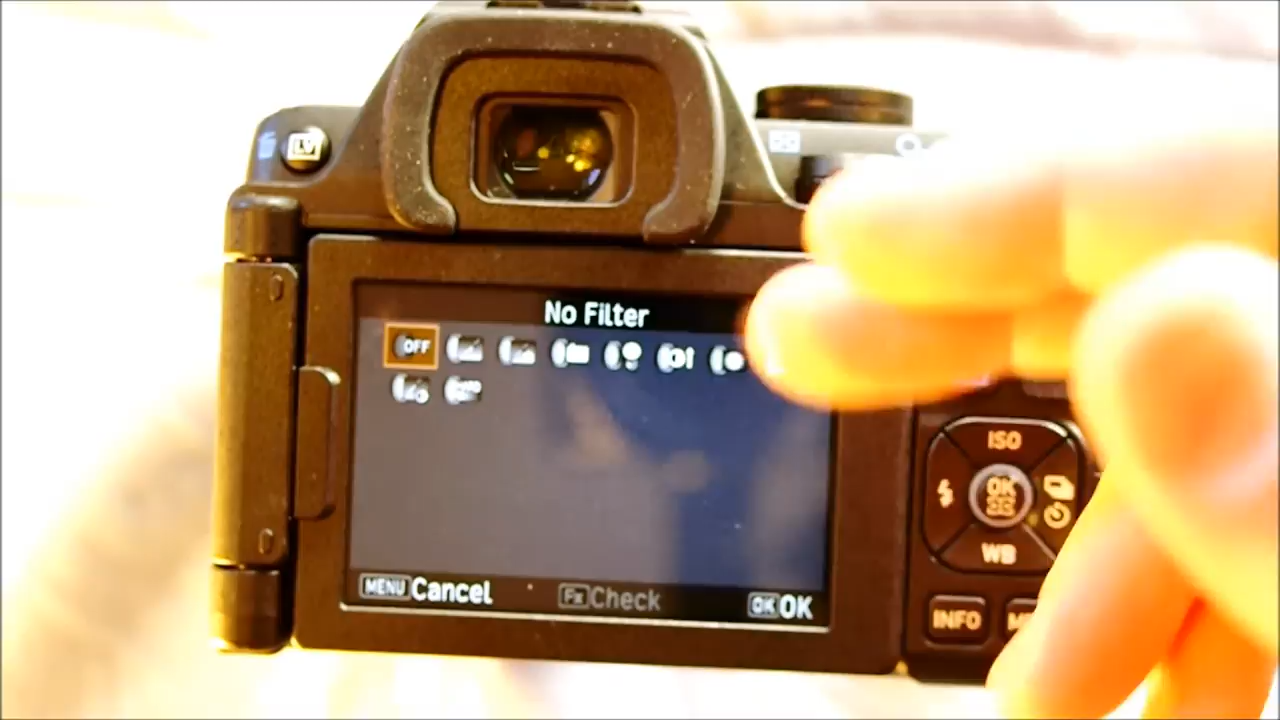 LV
No Filter
OFF
ISO
OK
WB
MENU Cancel
Fx Check
OK OK
INFO